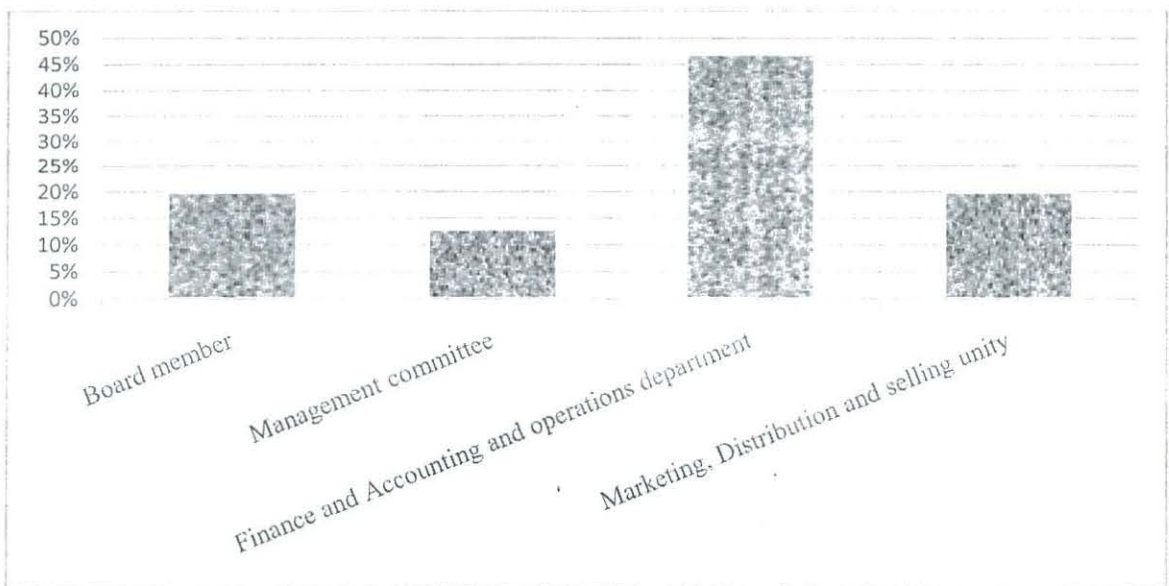 50%
45%
40%
35%
30%
25%
20%
15%
10%
5%
0%
Board member
Management committee
Finance and Accounting and operations department
Marketing, Distribution and selling unity